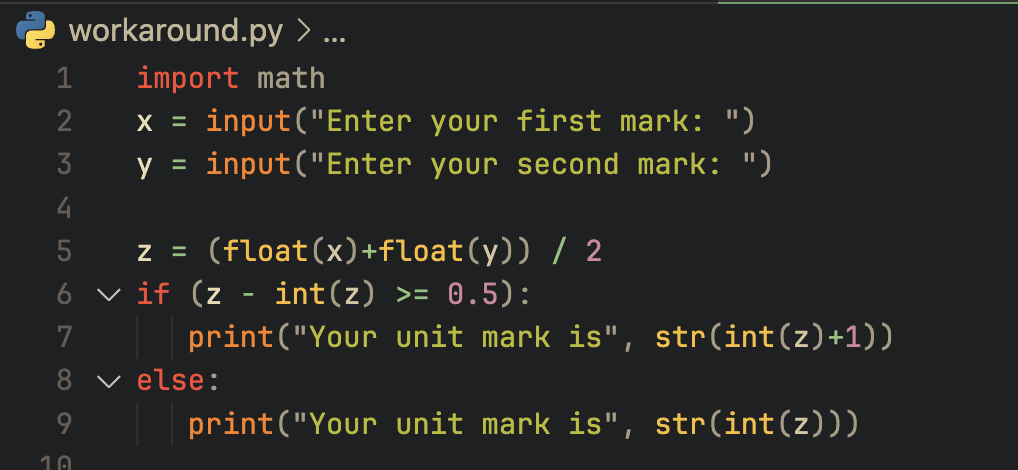 workaround.py > ...
1 import math
2 x = input("Enter your first mark: ")
3 y = input("Enter your second mark: ")
4
5 z = (float(x)+float(y)) / 2
6 if (z - int(z) >= 0.5):
7 print("Your unit mark is", str(int(z)+1))
8 else:
9 print("Your unit mark is", str(int(z)))
10